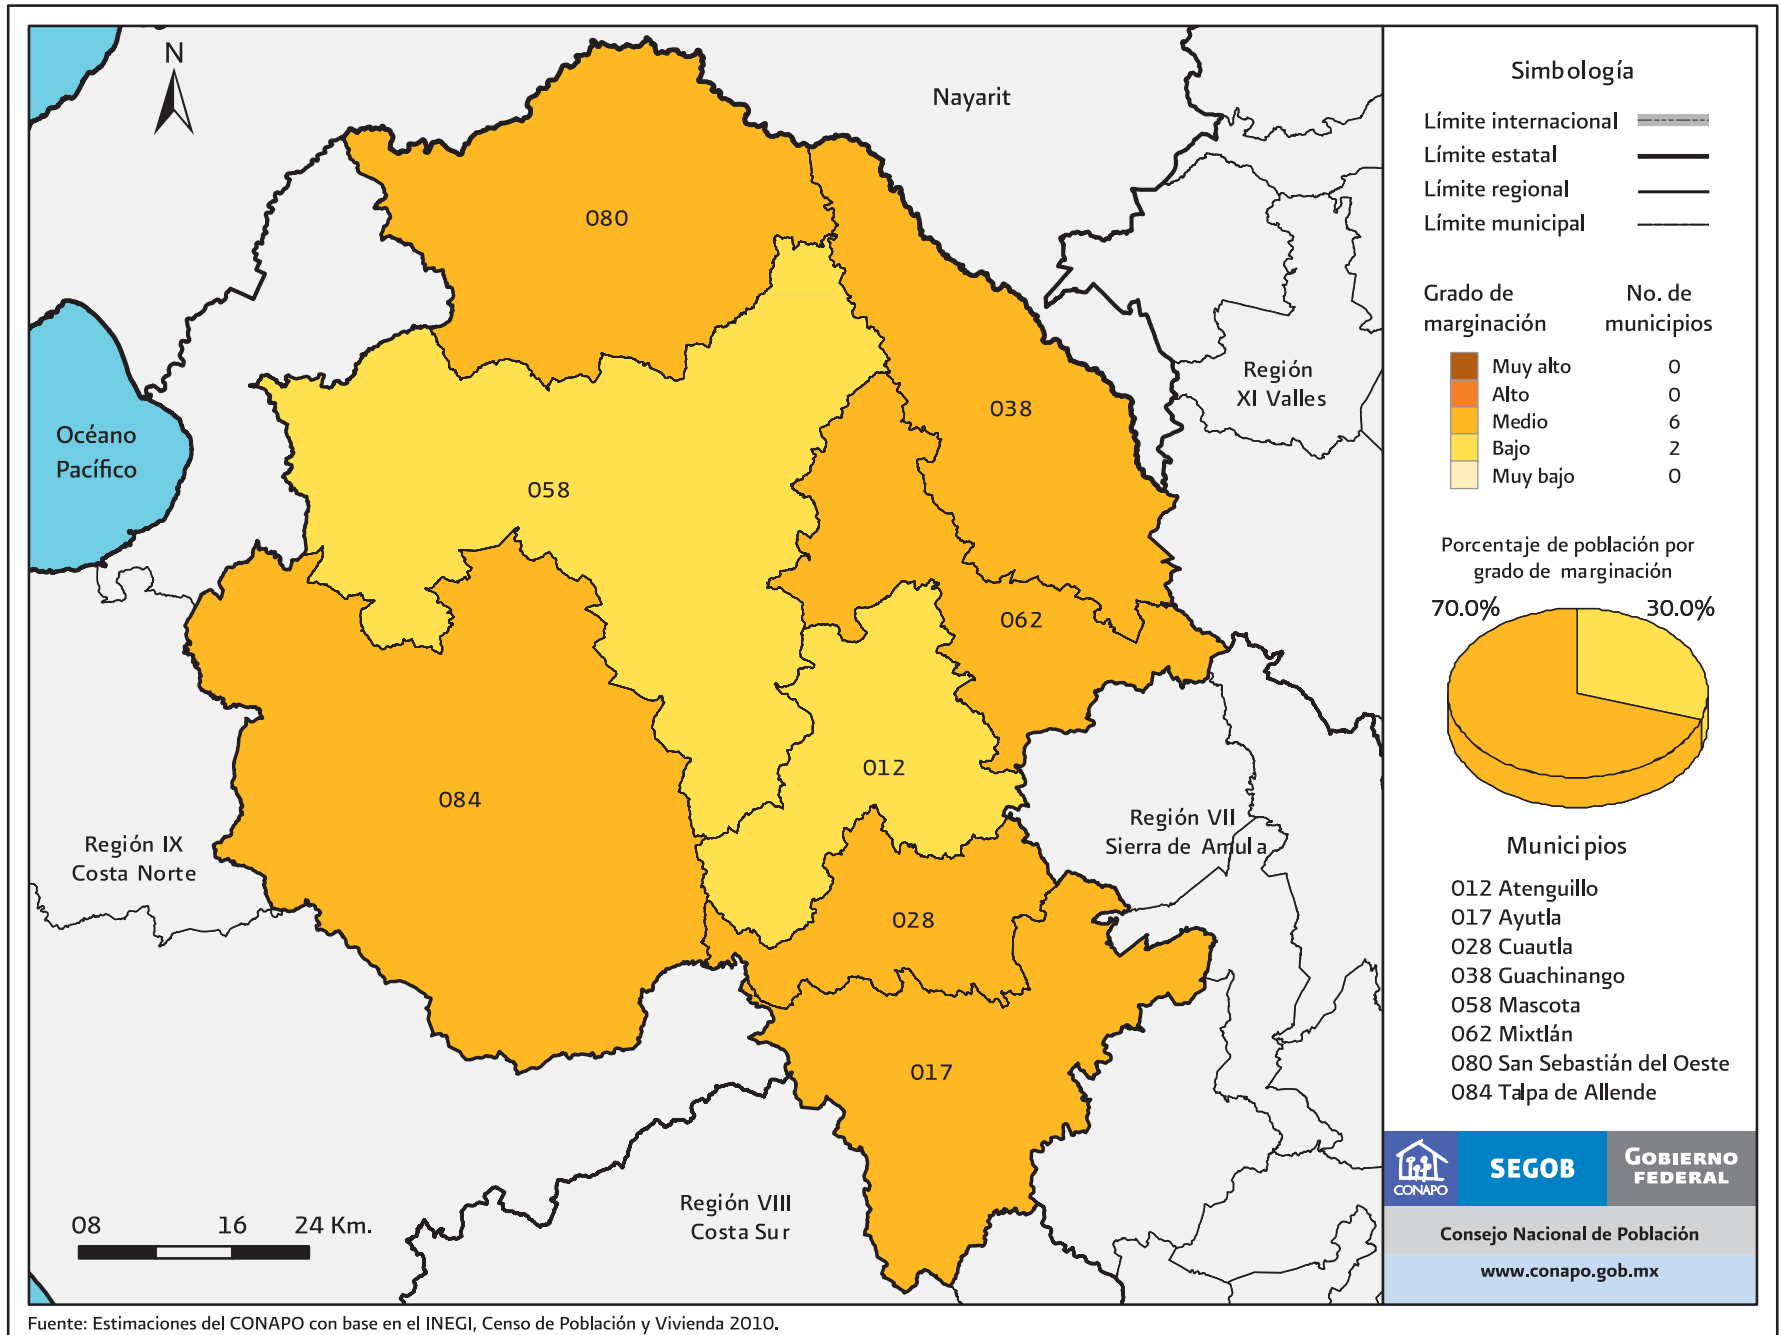 N
Nayarit
080
038
Región
XI Valles
Océano
Pacífico
058
062
012
084
Región VII
Sierra de Amula
Región IX
Costa Norte
028
017
Región VIII
Costa Sur
08 16 24 Km.
Simbología
Límite internacional
Límite estatal
Límite regional
Límite municipal
Grado de marginación No. de municipios
Muy alto 0
Alto 0
Medio 6
Bajo 2
Muy bajo 0
Porcentaje de población por
grado de marginación
70.0% 30.0%
Municipios
012 Atenguillo
017 Ayutla
028 Cuautla
038 Guachinango
058 Mascota
062 Mixtlán
080 San Sebastián del Oeste
084 Talpa de Allende
CONAPO
SEGOB
GOBIERNO
FEDERAL
Consejo Nacional de Población
www.conapo.gob.mx
Fuente: Estimaciones del CONAPO con base en el INEGI, Censo de Población y Vivienda 2010.